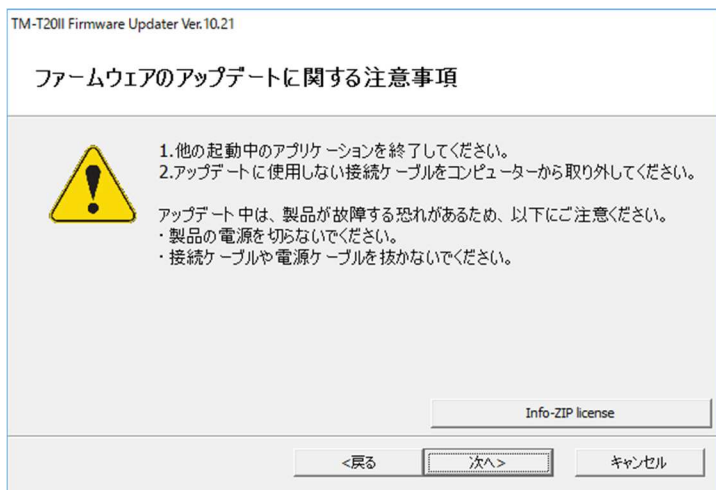 TM-T20II Firmware Updater Ver.10.21
ファームウェアのアップデートに関する注意事項
1.他の起動中のアプリケーションを終了してください。
2.アップデートに使用しない接続ケーブルをコンピューターから取り外してください。
アップデート中は、製品が故障する恐れがあるため、以下にご注意ください。
・製品の電源を切らないでください。
・接続ケーブルや電源ケーブルを抜かないでください。
Info-ZIP license
<戻る
次へ>
キャンセル